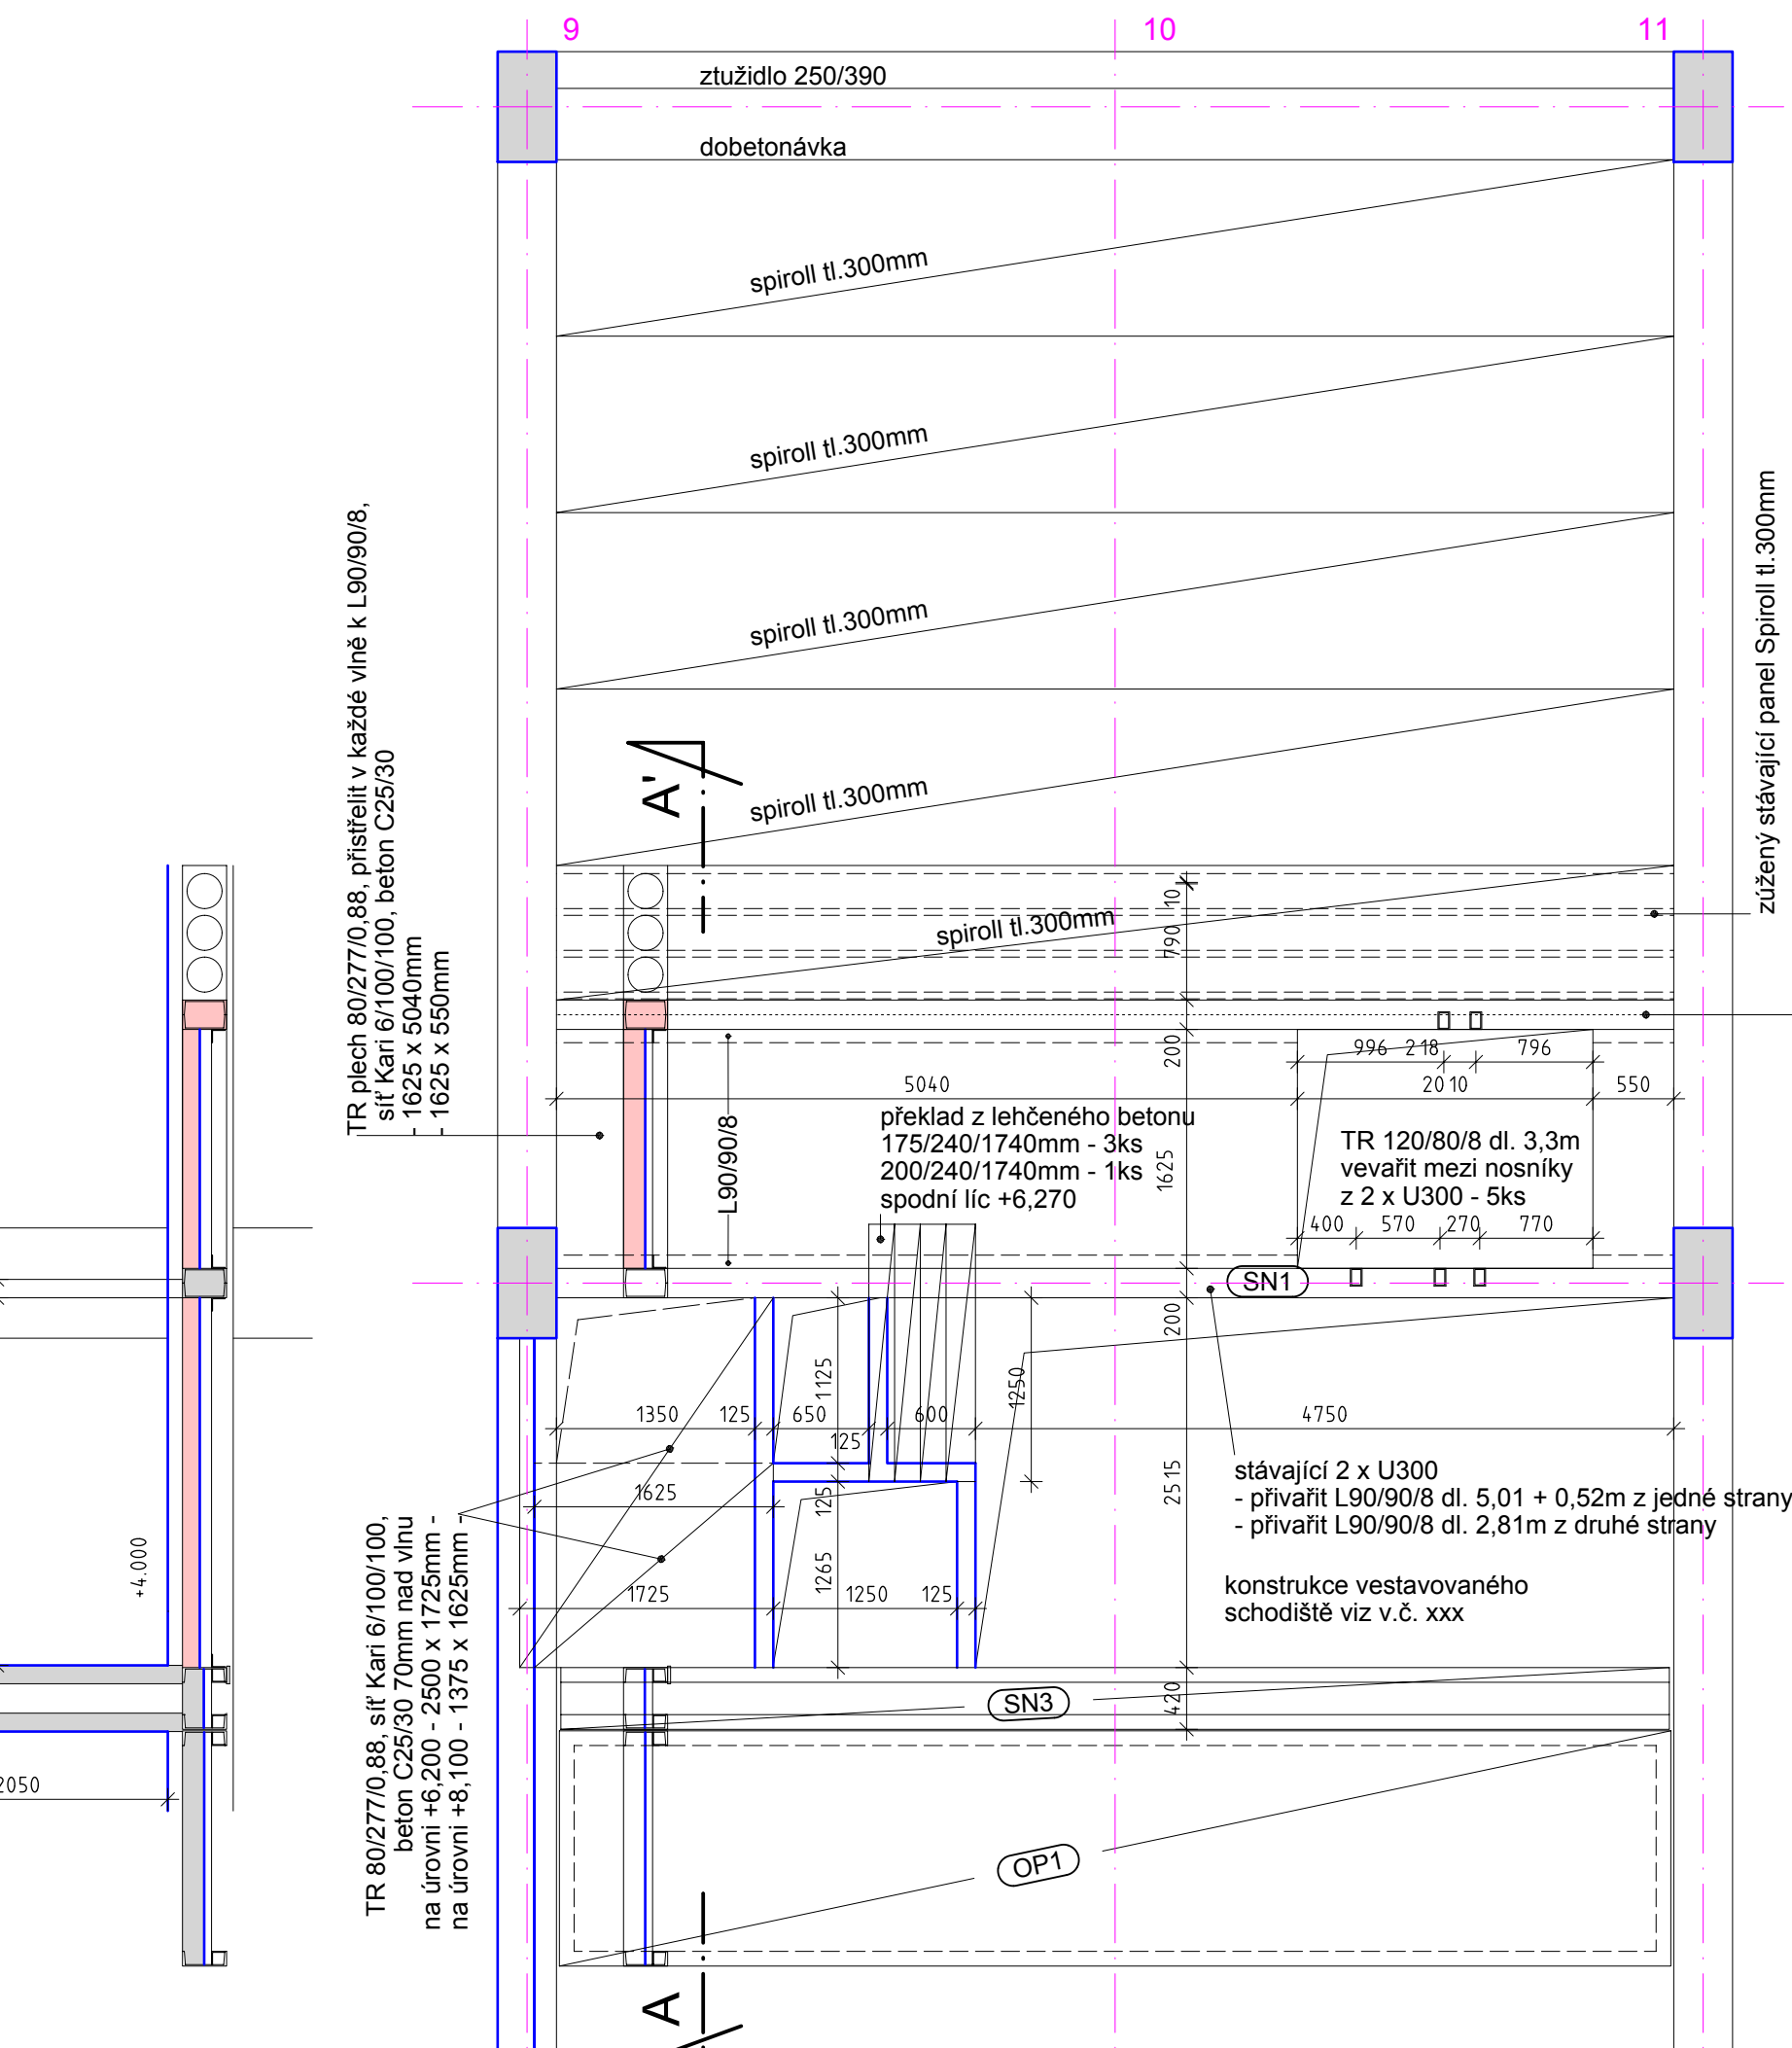 9
10
11
ztužidlo 250/390
dobetonávka
spiroll tl.300mm
spiroll tl.300mm
spiroll tl.300mm
spiroll tl.300mm
spiroll tl.300mm
zúžený stávající panel Spiroll tl.300mm
TR plech 80/277/0,88, přistřelit v každé vlně k L90/90/8,
síť Kari 6/100/100, beton C25/30
- 1625 x 5040mm
- 1625 x 550mm
A'
10
790
200
996
218
796
5040
2010
550
L90/90/8
překlad z lehčeného betonu
175/240/1740mm - 3ks
200/240/1740mm - 1ks
spodní líc +6,270
1625
TR 120/80/8 dl. 3,3m
vevařit mezi nosníky
z 2 x U300 - 5ks
400
570
270
770
SN1
200
1125
1250
1350
125
650
600
4750
125
1625
125
2515
stávající 2 x U300
- přivařit L90/90/8 dl. 5,01 + 0,52m z jedné strany
- přivařit L90/90/8 dl. 2,81m z druhé strany
konstrukce vestavovaného
schodiště viz v.č. xxx
1265
1725
1250
125
+4.000
TR 80/277/0,88, síť Kari 6/100/100,
beton C25/30 70mm nad vlnu
na úrovni +6,200 - 2500 x 1725mm -
na úrovni +8,100 - 1375 x 1625mm -
SN3
420
2050
OP1
A